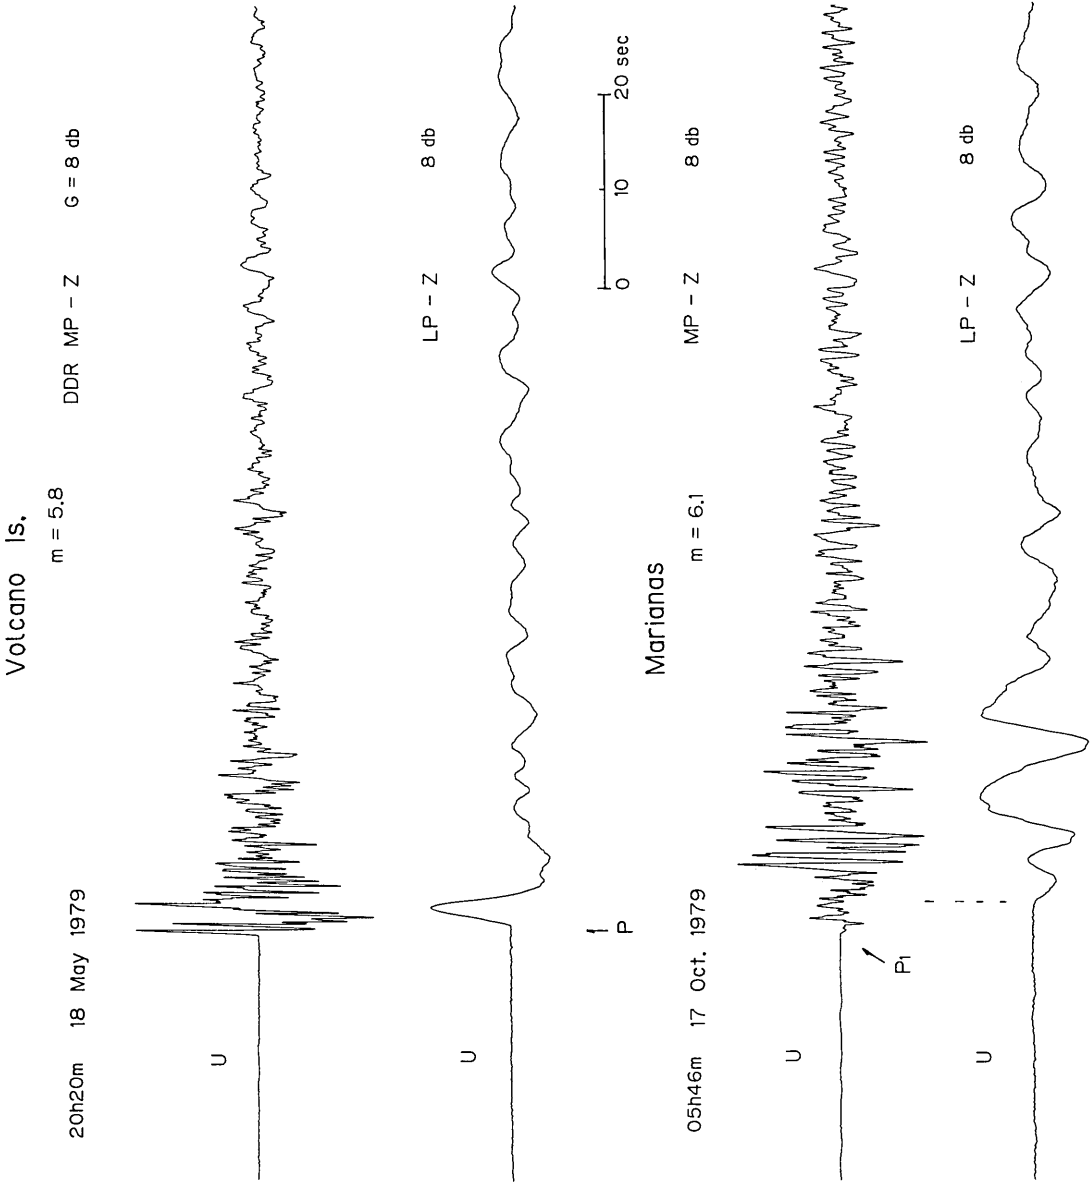 Volcano Is.
m = 5.8
20h20m 18 May 1979 DDR MP - Z G = 8 db
U
LP - Z 8 db
U
P
0 10 20 sec
Marianas
m = 6.1
05h46m 17 Oct. 1979 MP - Z 8 db
U
P1
LP - Z 8 db
U